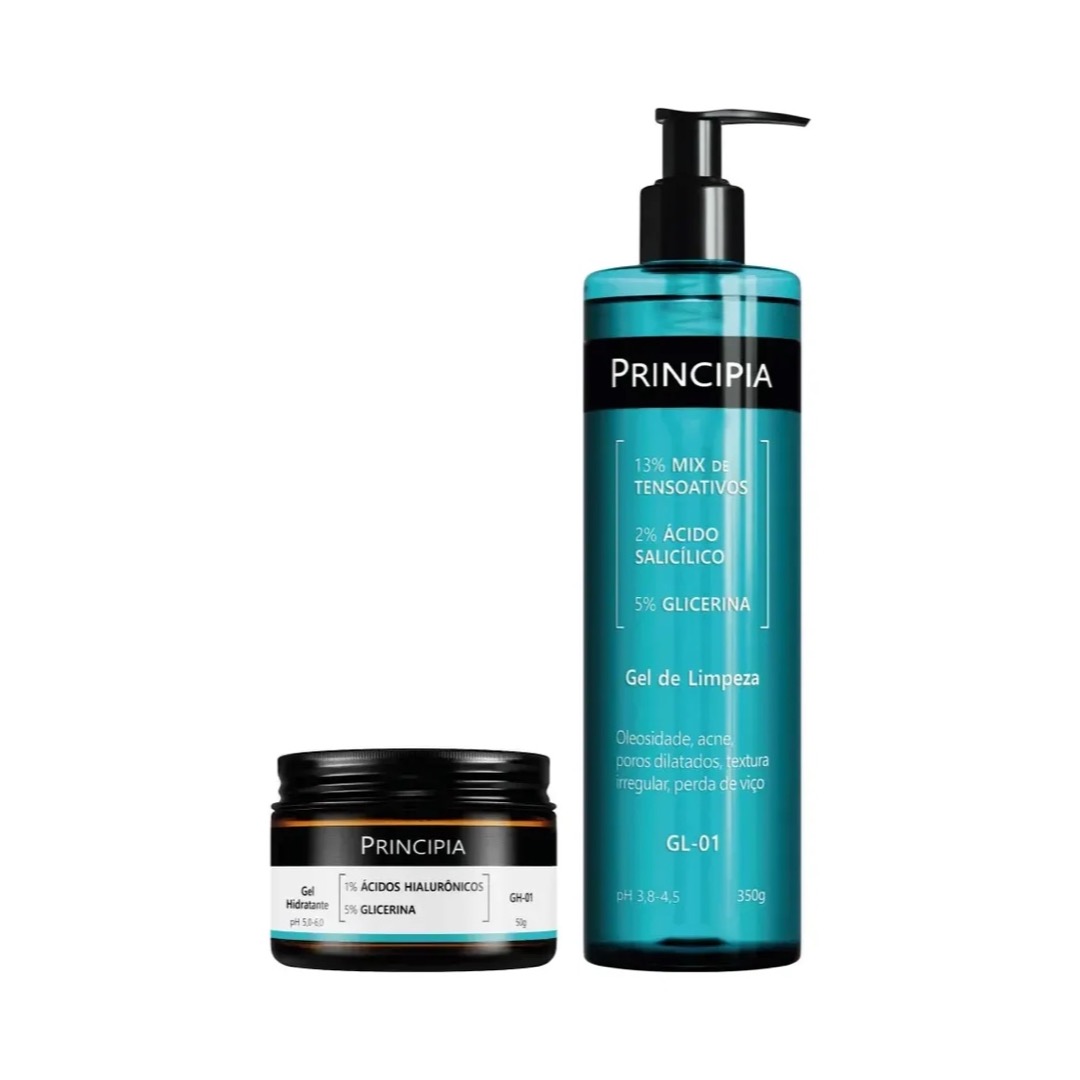 PRINCIPIA
13% MIX DE
TENSOATIVOS
2% ÁCIDO
SALICÍLICO
5% GLICERINA
Gel de Limpeza
Oleosidade, acne,
poros dilatados, textura
irregular, perda de viço
GL-01
pH 3,8-4,5 350g
PRINCIPIA
Gel
Hidratante
pH 5,0-6,0
1% ÁCIDOS HIALURÔNICOS
5% GLICERINA
GH-01
50g